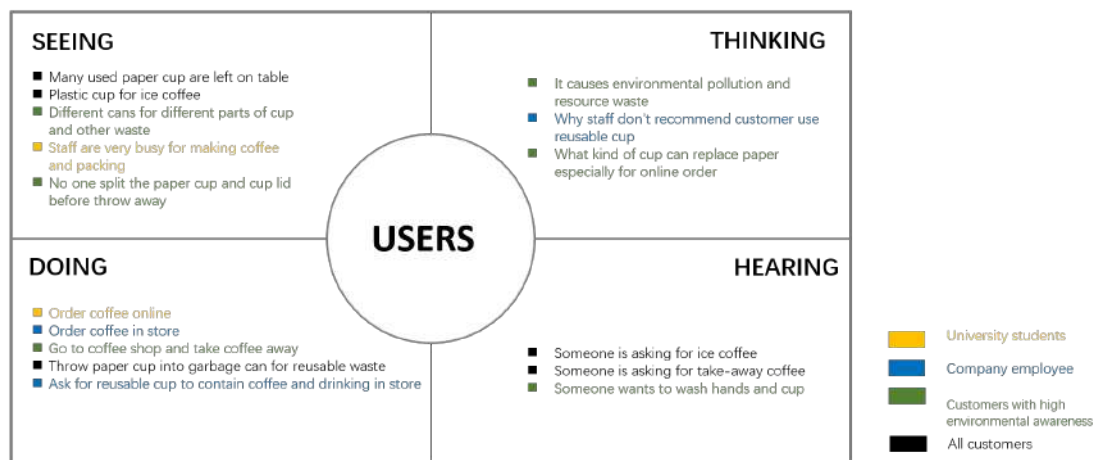 SEEING
Many used paper cup are left on table
Plastic cup for ice coffee
Different cans for different parts of cup
and other waste
Staff are very busy for making coffee
and packing
No one split the paper cup and cup lid
before throw away
THINKING
It causes environmental pollution and
resource waste
Why staff don't recommend customer use
reusable cup
What kind of cup can replace paper
especially for online order
USERS
DOING
Order coffee online
Order coffee in store
Go to coffee shop and take coffee away
Throw paper cup into garbage can for reusable waste
Ask for reusable cup to contain coffee and drinking in store
HEARING
Someone is asking for ice coffee
Someone is asking for take-away coffee
Someone wants to wash hands and cup
University students
Company employee
Customers with high
environmental awareness
All customers